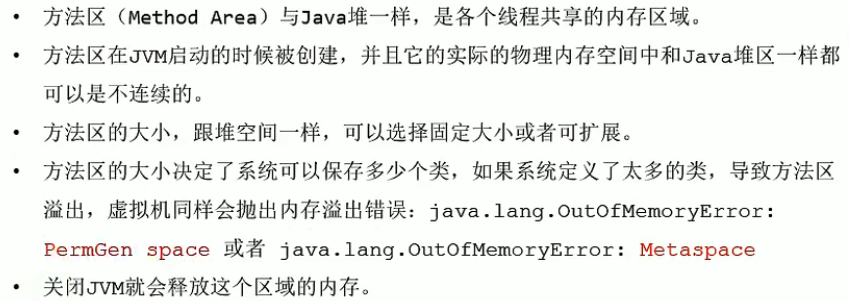 • 方法区（Method Area）与Java堆一样，是各个线程共享的内存区域。
• 方法区在JVM启动的时候被创建，并且它的实际的物理内存空间中和Java堆区一样都
可以是不连续的。
• 方法区的大小，跟堆空间一样，可以选择固定大小或者可扩展。
• 方法区的大小决定了系统可以保存多少个类，如果系统定义了太多的类，导致方法区
溢出，虚拟机同样会抛出内存溢出错误：java.lang.OutOfMemoryError:
PermGen space 或者 java.lang.OutOfMemoryError: Metaspace
• 关闭JVM就会释放这个区域的内存。